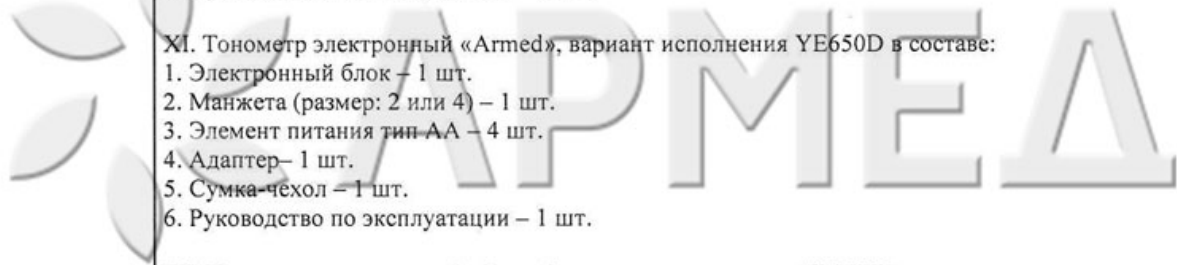 XI. Тонометр электронный «Armed», вариант исполнения YE650D в составе:
1. Электронный блок – 1 шт.
2. Манжета (размер: 2 или 4) – 1 шт.
3. Элемент питания тип АА – 4 шт.
4. Адаптер– 1 шт.
5. Сумка-чехол – 1 шт.
6. Руководство по эксплуатации – 1 шт.
АРМЕД